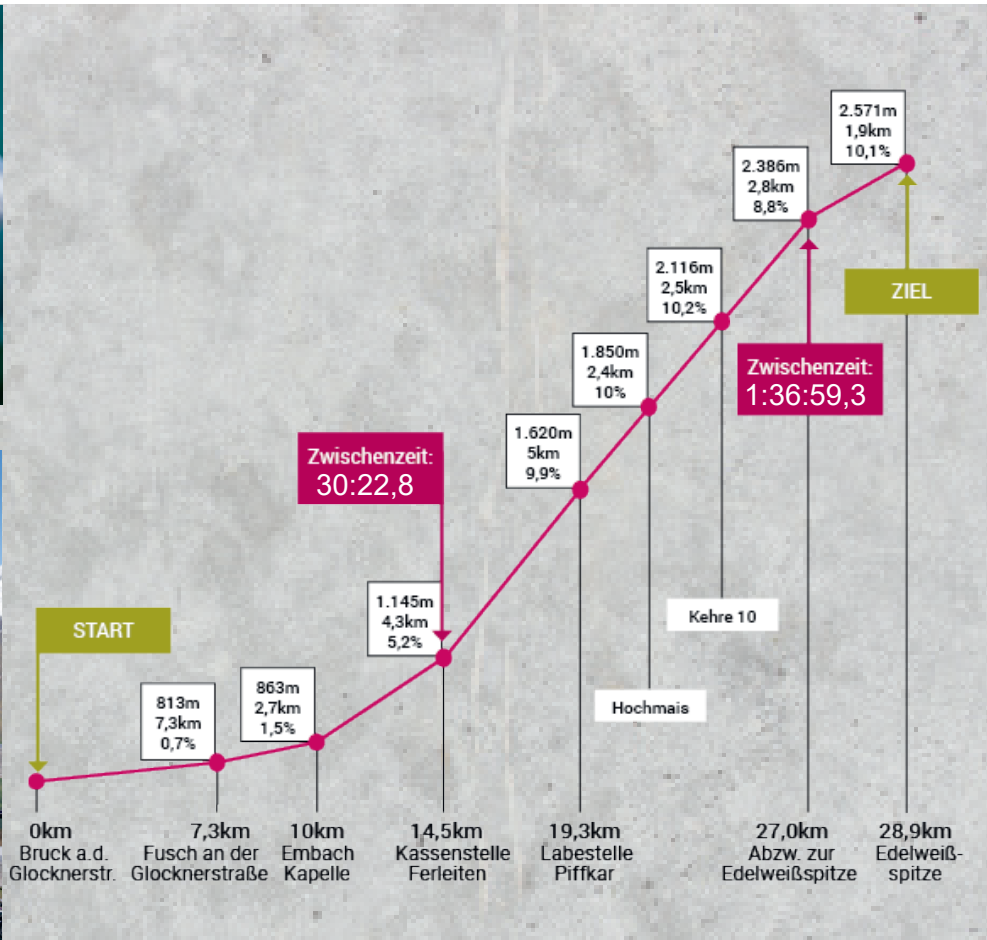 2.571m
1,9km
10,1%
2.386m
2,8km
8,8%
2.116m
2,5km
10,2%
ZIEL
1.850m
2,4km
10%
Zwischenzeit:
1:36:59,3
1.620m
5km
9,9%
Zwischenzeit:
30:22,8
1.145m
4,3km
5,2%
Kehre 10
START
813m
7,3km
0,7%
863m
2,7km
1,5%
Hochmais
0km
Bruck a.d.
Glocknerstr.
7,3km
Fusch an der
Glocknerstraße
10km
Embach
Kapelle
14,5km
Kassenstelle
Ferleiten
19,3km
Labestelle
Piffkar
27,0km
Abzw. zur
Edelweißspitze
28,9km
Edelweiß-
spitze